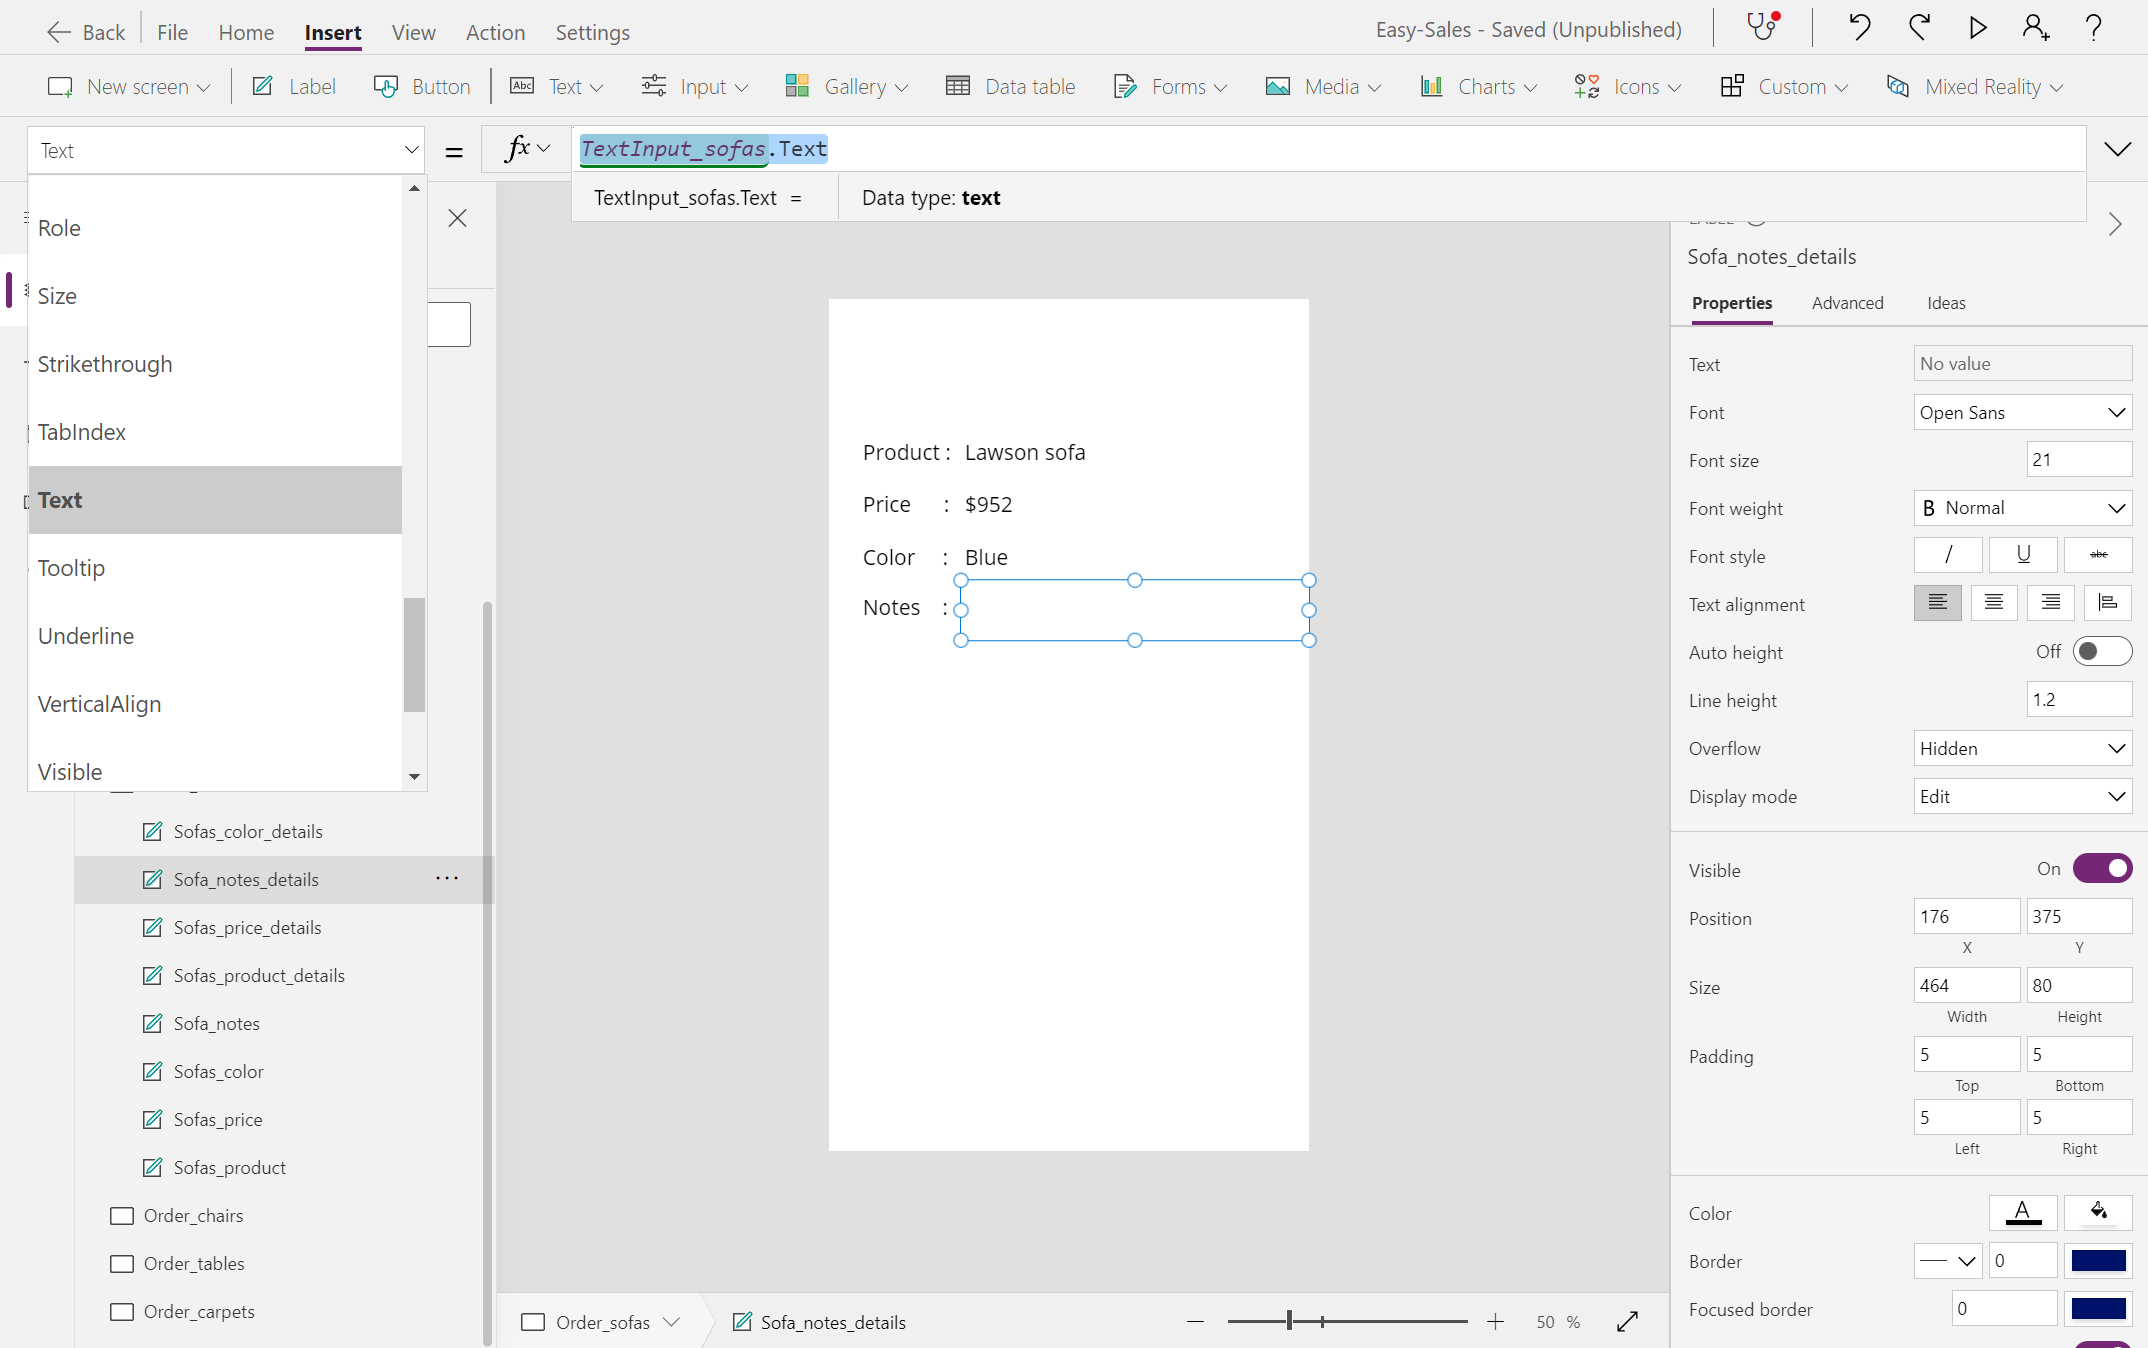 Back File Home Insert View Action Settings Easy-Sales - Saved (Unpublished)
New screen Label Button Text Input Gallery Data table Forms Media Charts Icons Custom Mixed Reality
Text = fx TextInput_sofas.Text
TextInput_sofas.Text = Data type: text
Role
Size
Strikethrough
TabIndex
Text
Tooltip
Underline
VerticalAlign
Visible
Sofas_color_details
Sofa_notes_details ...
Sofas_price_details
Sofas_product_details
Sofa_notes
Sofas_color
Sofas_price
Sofas_product
Order_chairs
Order_tables
Order_carpets
Product : Lawson sofa
Price : $952
Color : Blue
Notes :
Order_sofas Sofa_notes_details 50 %
Sofa_notes_details
Properties Advanced Ideas
Text No value
Font Open Sans
Font size 21
Font weight B Normal
Font style / U abc
Text alignment
Auto height Off
Line height 1.2
Overflow Hidden
Display mode Edit
Visible On
Position 176 375
X Y
Size 464 80
Width Height
Padding 5 5
Top Bottom
5 5
Left Right
Color A
Border 0
Focused border 0